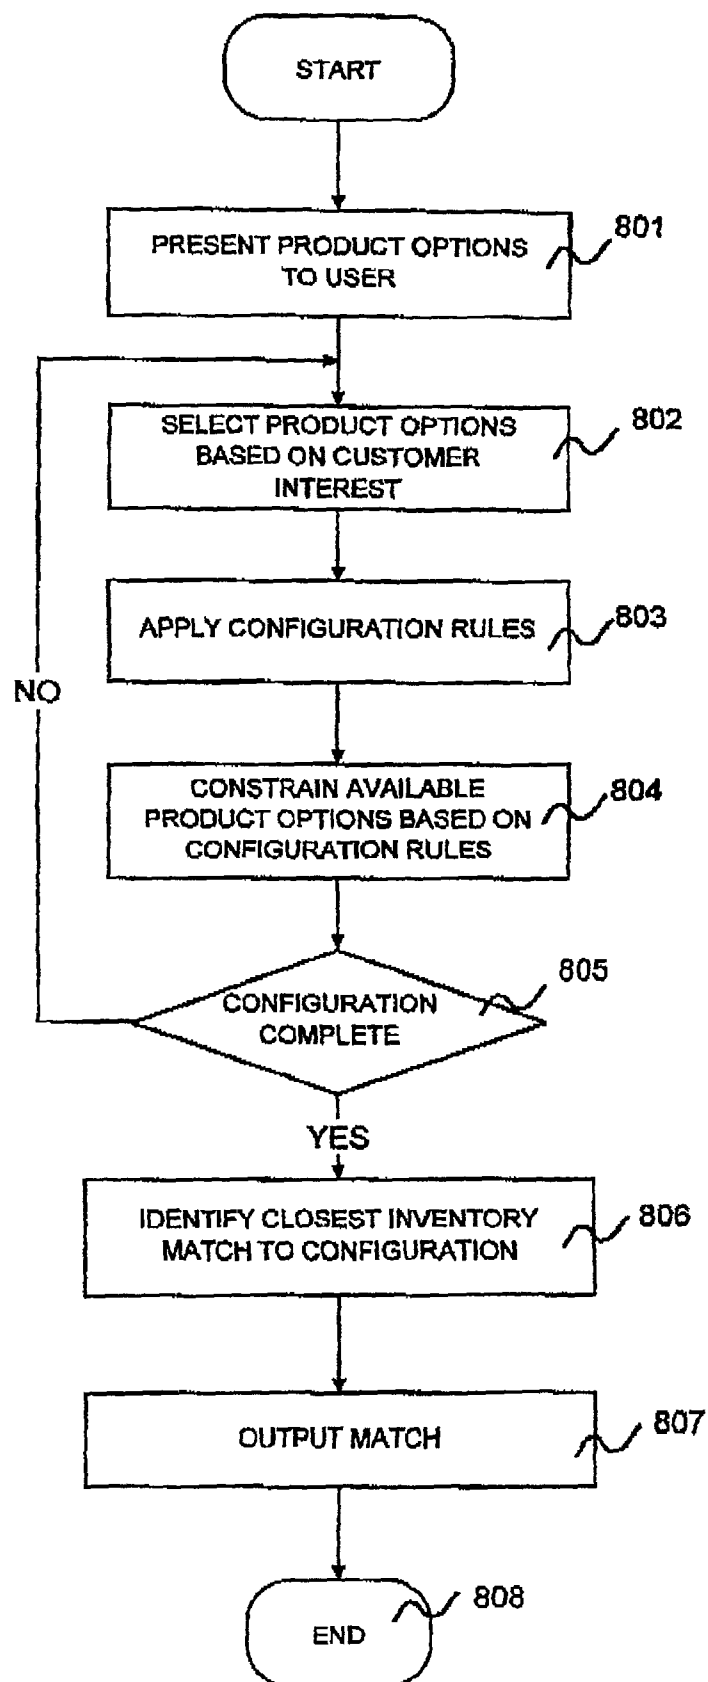 START
PRESENT PRODUCT OPTIONS
TO USER
801
SELECT PRODUCT OPTIONS
BASED ON CUSTOMER
INTEREST
802
APPLY CONFIGURATION RULES
803
NO
CONSTRAIN AVAILABLE
PRODUCT OPTIONS BASED ON
CONFIGURATION RULES
804
CONFIGURATION
COMPLETE
805
YES
IDENTIFY CLOSEST INVENTORY
MATCH TO CONFIGURATION
806
OUTPUT MATCH
807
END
808